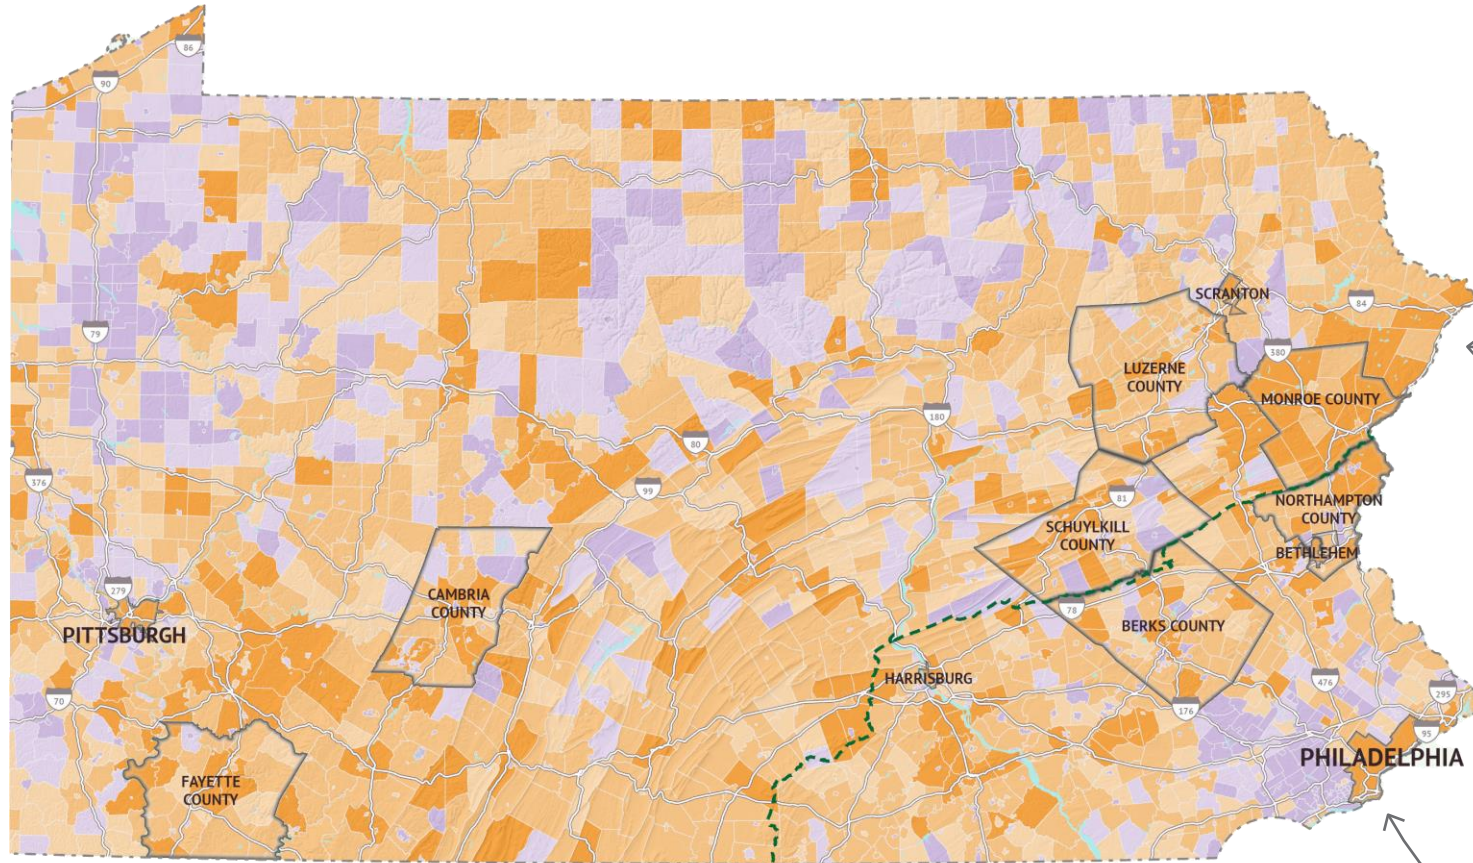 86
90
SCRANTON
84
79
380
LUZERNE
COUNTY
MONROE COUNTY
180
80
376
99
81
NORTHAMPTON
COUNTY
SCHUYLKILL
COUNTY
BETHLEHEM
279
CAMBRIA
COUNTY
78
PITTSBURGH
BERKS COUNTY
HARRISBURG
476
70
295
176
95
PHILADELPHIA
FAYETTE
COUNTY